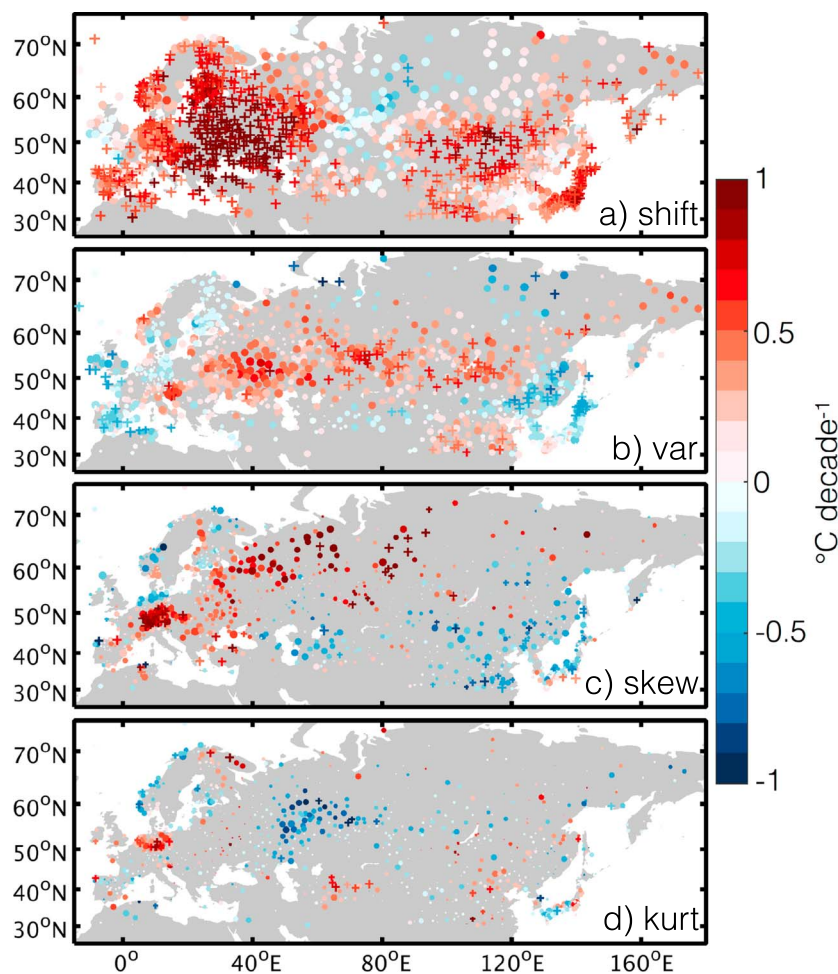 70°N
60°N
50°N
40°N
30°N
a) shift
70°N
60°N
50°N
40°N
30°N
b) var
70°N
60°N
50°N
40°N
30°N
c) skew
70°N
60°N
50°N
40°N
30°N
d) kurt
0°
40°E
80°E
120°E
160°E
1
0.5
0
-0.5
-1
°C decade-1